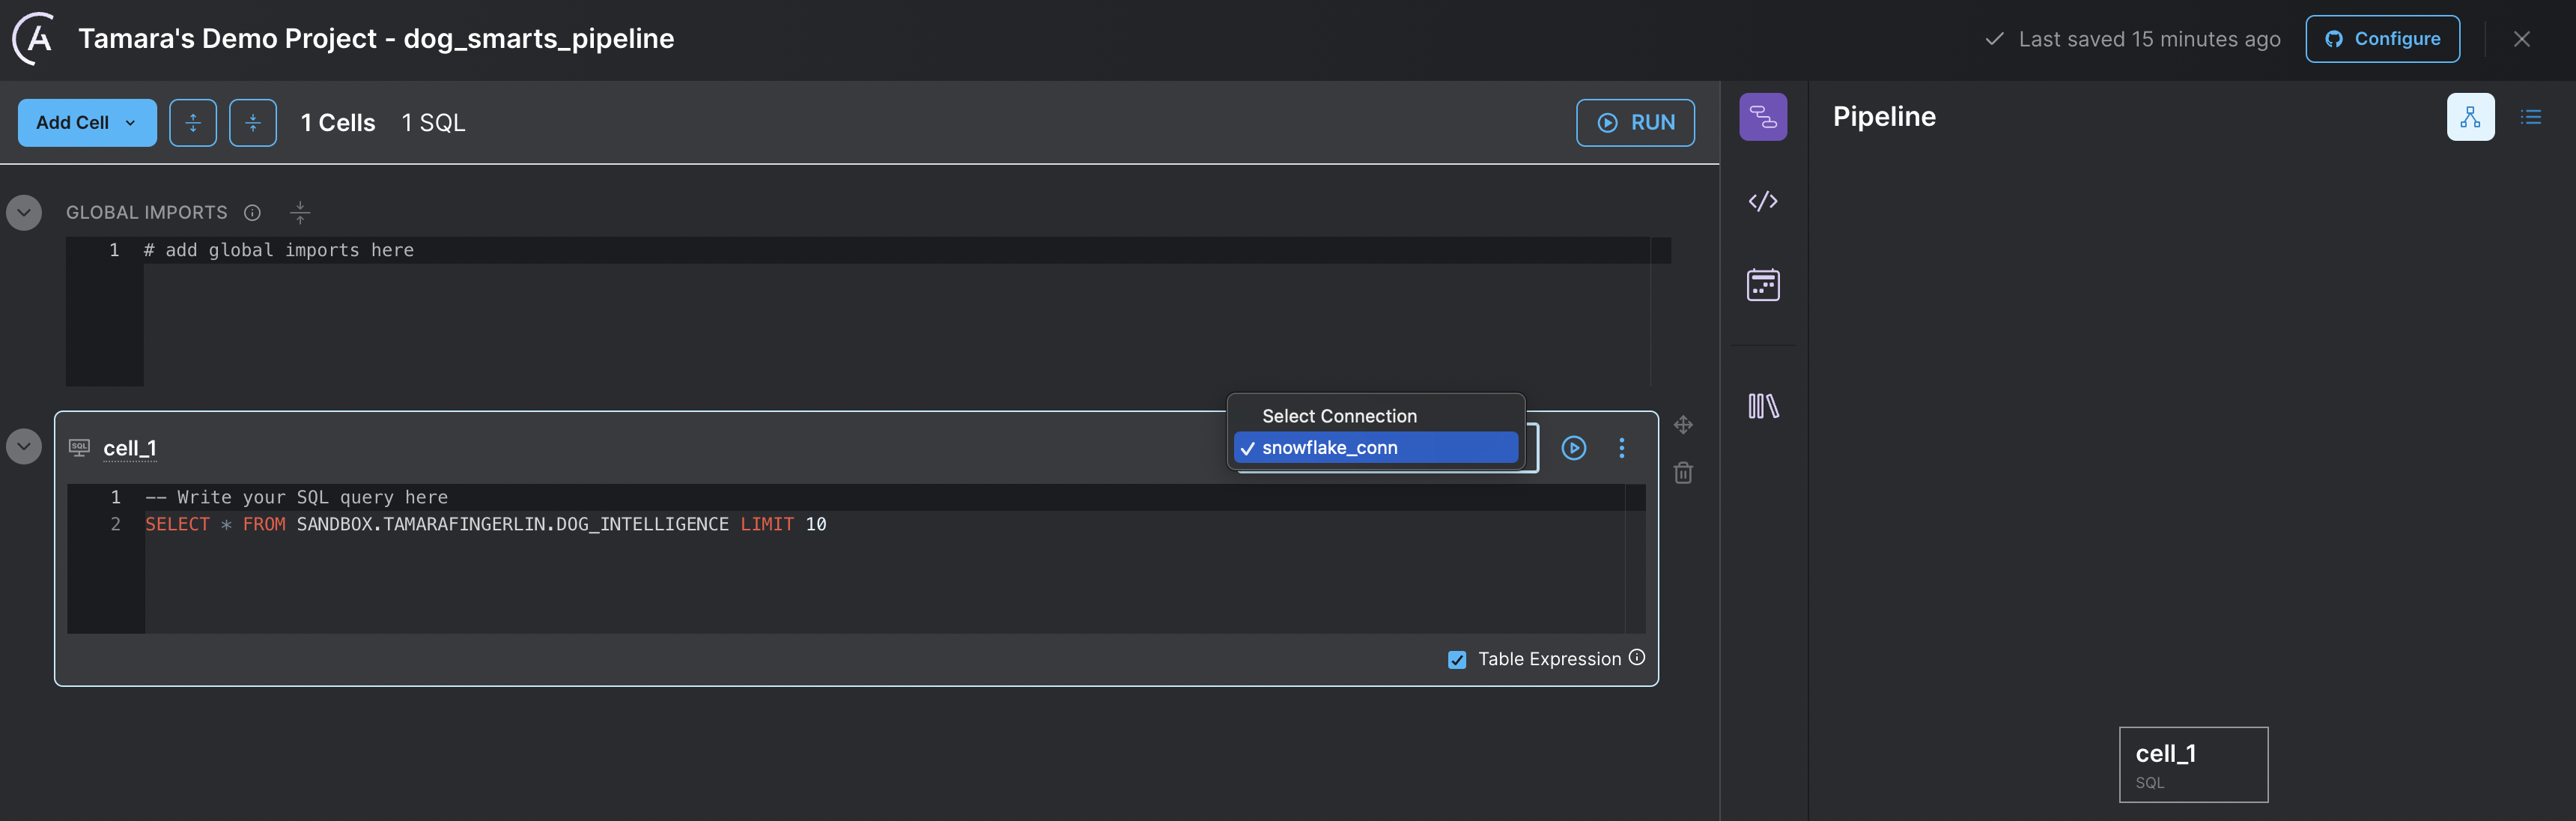 Tamara's Demo Project - dog_smarts_pipeline
Last saved 15 minutes ago
Configure
Add Cell
1 Cells
1 SQL
RUN
GLOBAL IMPORTS
1 # add global imports here
Select Connection
snowflake_conn
SQL
cell_1
1 -- Write your SQL query here
2 SELECT * FROM SANDBOX.TAMARAFINGERLIN.DOG_INTELLIGENCE LIMIT 10
Table Expression
Pipeline
cell_1
SQL